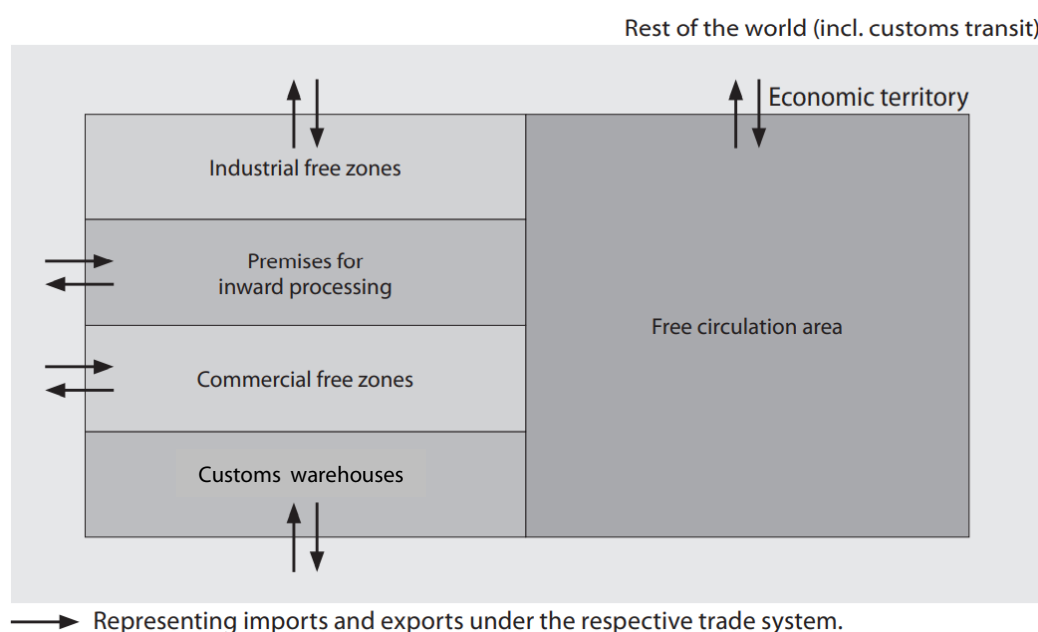 Rest of the world (incl. customs transit)
Economic territory
Industrial free zones
Premises for
inward processing
Free circulation area
Commercial free zones
Customs warehouses
Representing imports and exports under the respective trade system.